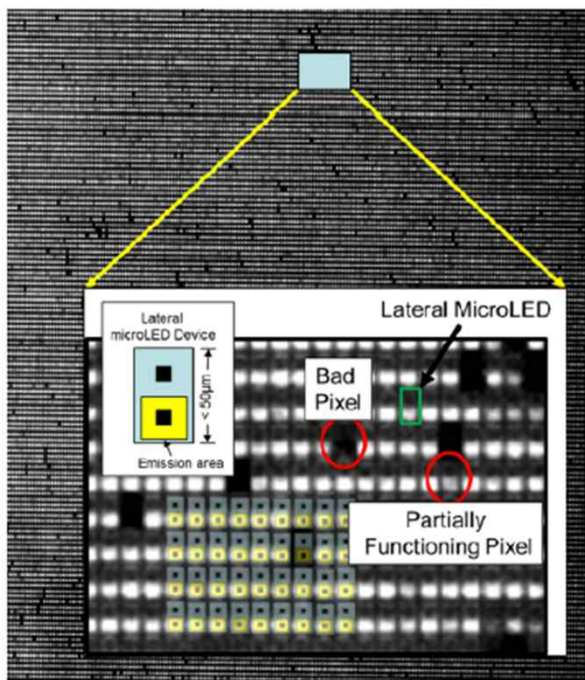 Lateral
microLED Device
< 50µm
Emission area
Lateral MicroLED
Bad
Pixel
Partially
Functioning Pixel